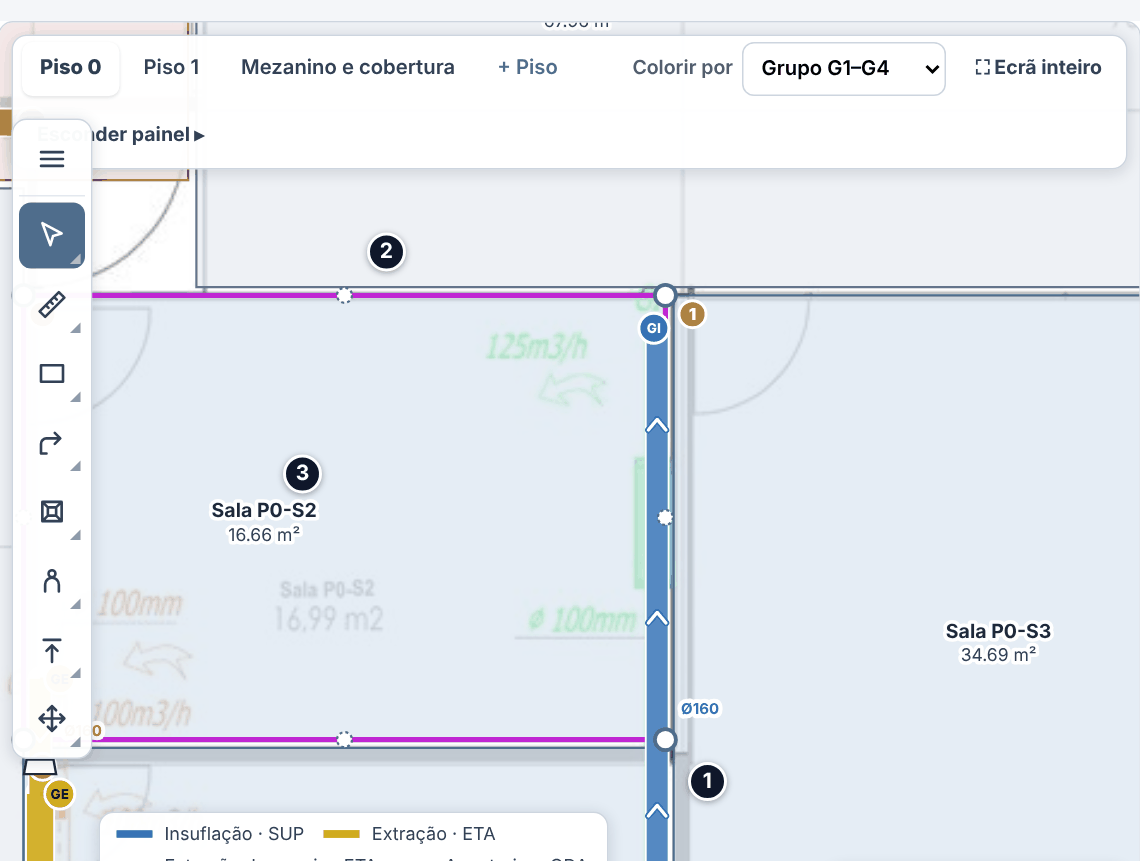 Piso 0 Piso 1 Mezanino e cobertura + Piso Colorir por Grupo G1–G4 Ecrã inteiro
Esconder painel ▸
2
1
GI
125m3/h
3
Sala P0-S2
16.66 m²
Sala P0-S2
16,99 m2
100mm
ϕ 100mm
Sala P0-S3
34.69 m²
100m3/h
Ø160
1
GE
Insuflação · SUP Extração · ETA